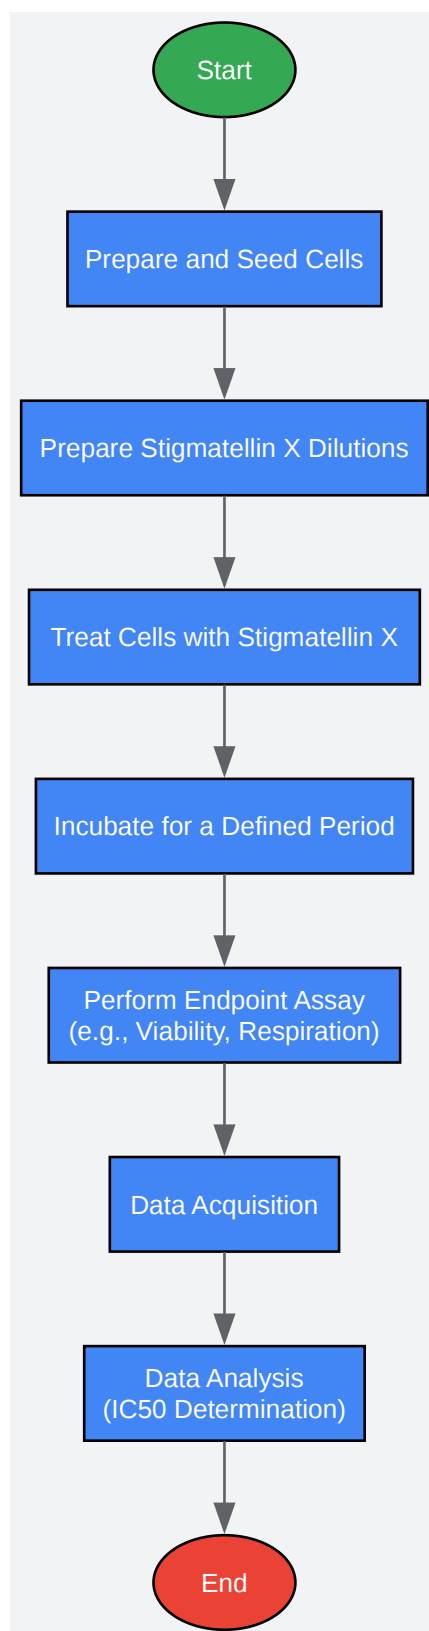 Start
Prepare and Seed Cells
Prepare Stigmatellin X Dilutions
Treat Cells with Stigmatellin X
Incubate for a Defined Period
Perform Endpoint Assay
(e.g., Viability, Respiration)
Data Acquisition
Data Analysis
(IC50 Determination)
End